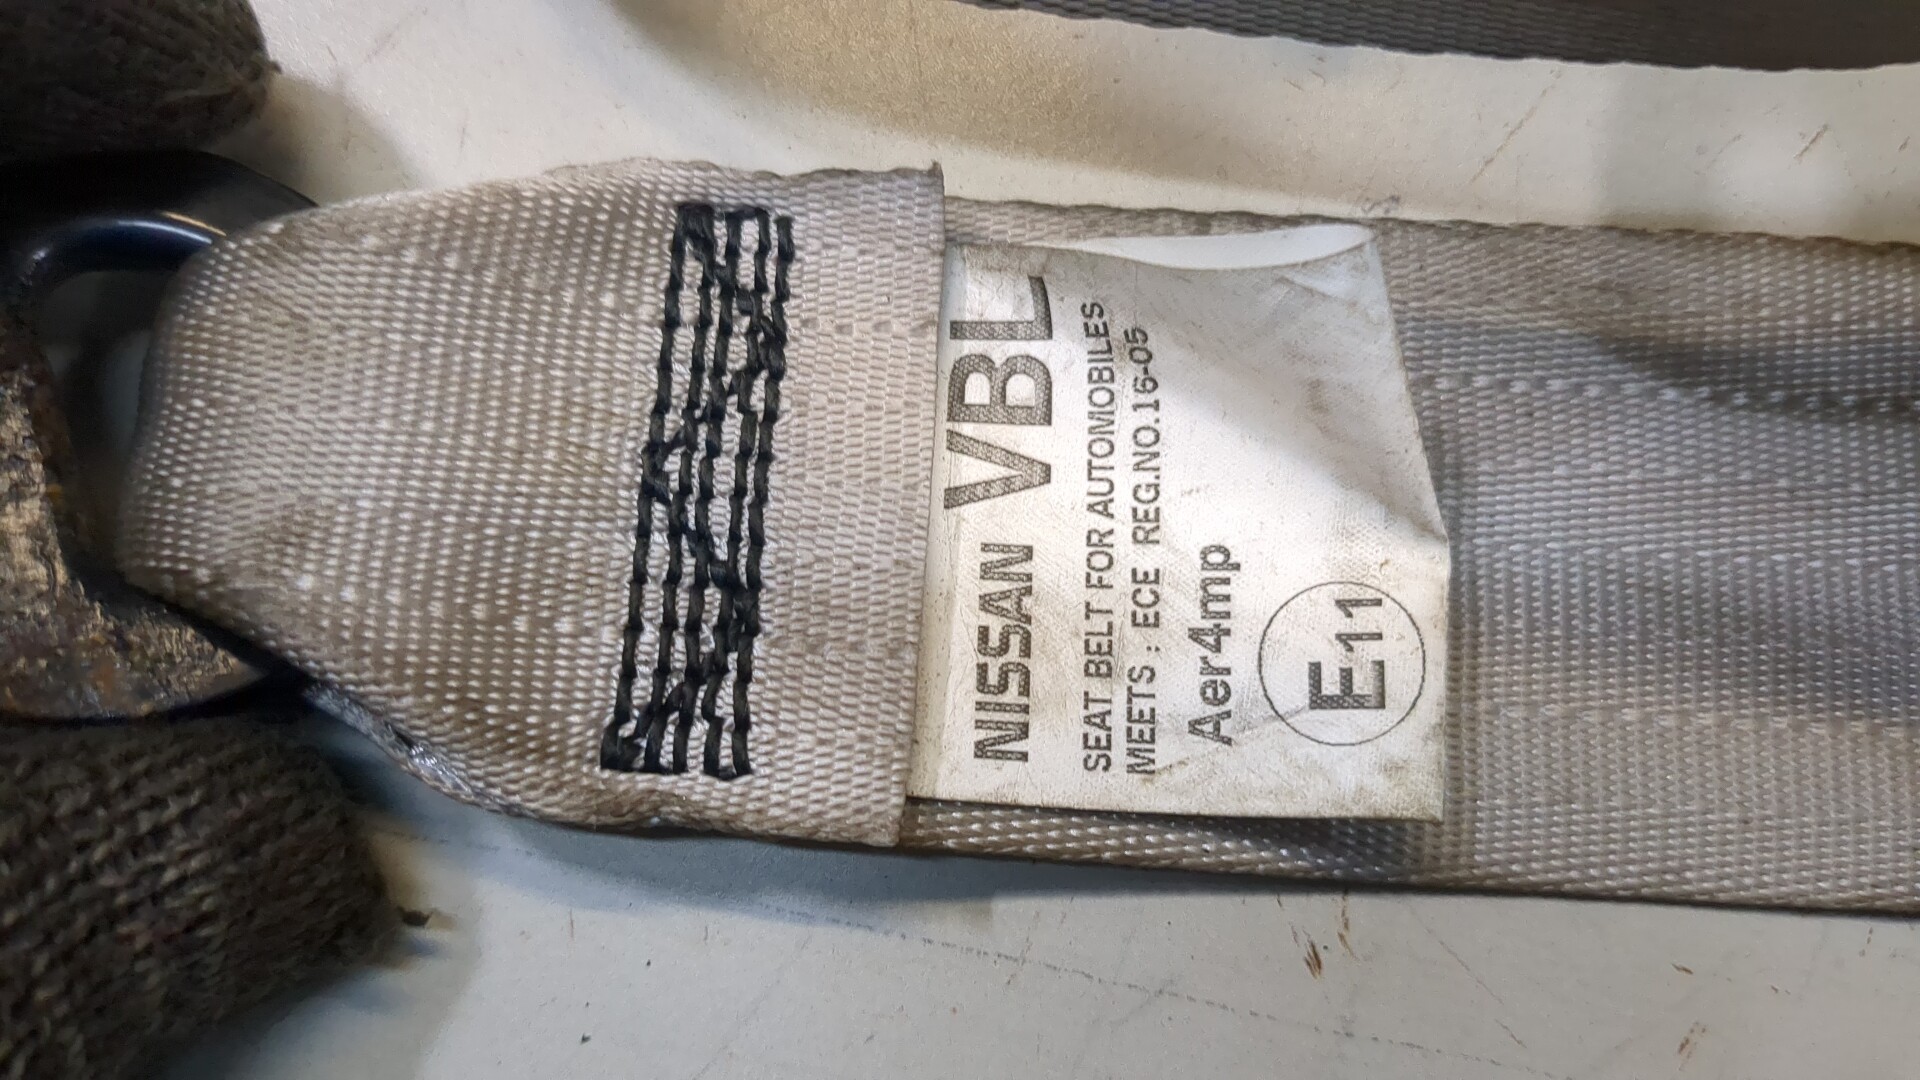 NISSAN VBL
SEAT BELT FOR AUTOMOBILES
MEETS : ECE REG.NO.16-05
Aer4mp
E11